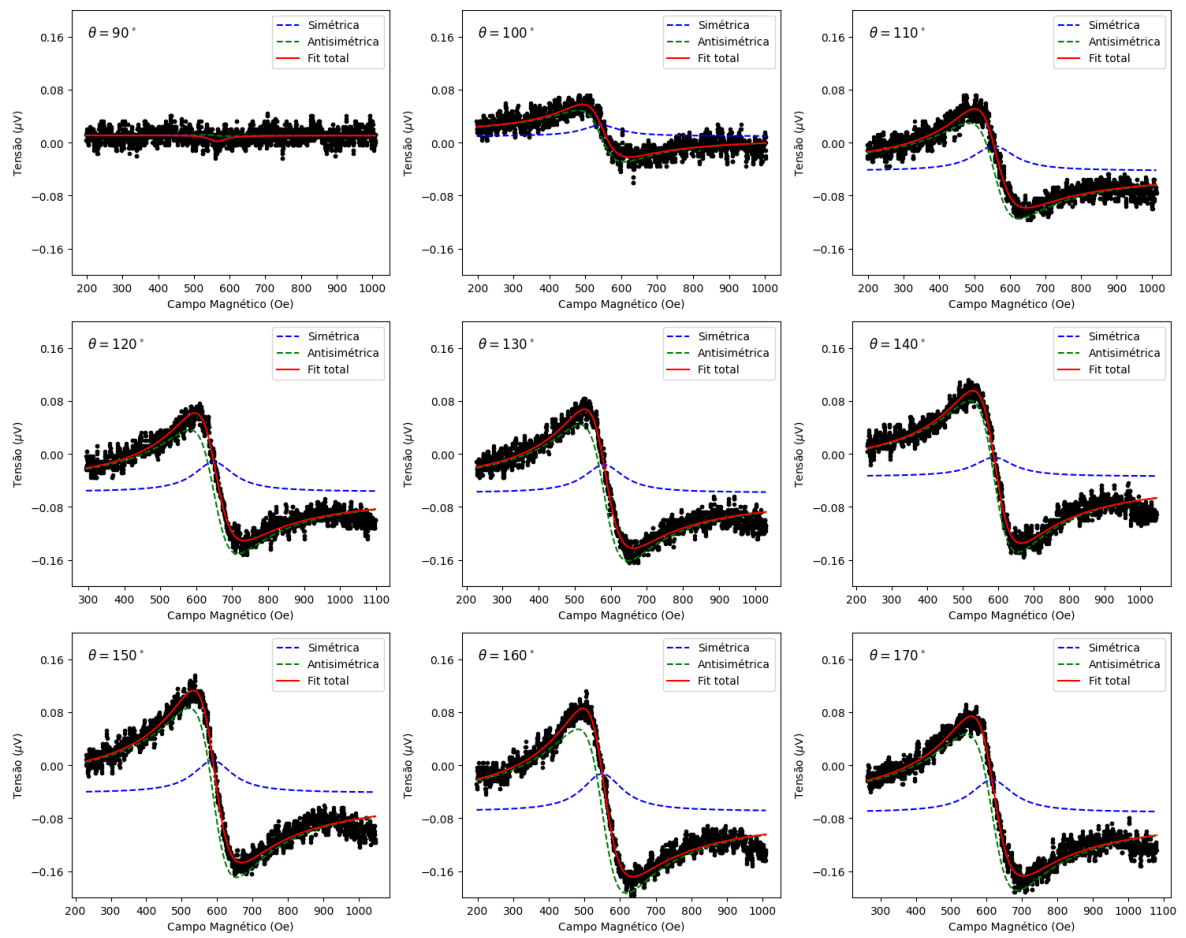 θ = 90°
Simétrica
Antisimétrica
Fit total
Tensão (μV)
0.16
0.08
0.00
−0.08
−0.16
200 300 400 500 600 700 800 900 1000
Campo Magnético (Oe)
θ = 100°
Simétrica
Antisimétrica
Fit total
Tensão (μV)
0.16
0.08
0.00
−0.08
−0.16
200 300 400 500 600 700 800 900 1000
Campo Magnético (Oe)
θ = 110°
Simétrica
Antisimétrica
Fit total
Tensão (μV)
0.16
0.08
0.00
−0.08
−0.16
200 300 400 500 600 700 800 900 1000
Campo Magnético (Oe)
θ = 120°
Simétrica
Antisimétrica
Fit total
Tensão (μV)
0.16
0.08
0.00
−0.08
−0.16
300 400 500 600 700 800 900 1000 1100
Campo Magnético (Oe)
θ = 130°
Simétrica
Antisimétrica
Fit total
Tensão (μV)
0.16
0.08
0.00
−0.08
−0.16
200 300 400 500 600 700 800 900 1000
Campo Magnético (Oe)
θ = 140°
Simétrica
Antisimétrica
Fit total
Tensão (μV)
0.16
0.08
0.00
−0.08
−0.16
200 300 400 500 600 700 800 900 1000
Campo Magnético (Oe)
θ = 150°
Simétrica
Antisimétrica
Fit total
Tensão (μV)
0.16
0.08
0.00
−0.08
−0.16
200 300 400 500 600 700 800 900 1000
Campo Magnético (Oe)
θ = 160°
Simétrica
Antisimétrica
Fit total
Tensão (μV)
0.16
0.08
0.00
−0.08
−0.16
200 300 400 500 600 700 800 900 1000
Campo Magnético (Oe)
θ = 170°
Simétrica
Antisimétrica
Fit total
Tensão (μV)
0.16
0.08
0.00
−0.08
−0.16
300 400 500 600 700 800 900 1000 1100
Campo Magnético (Oe)